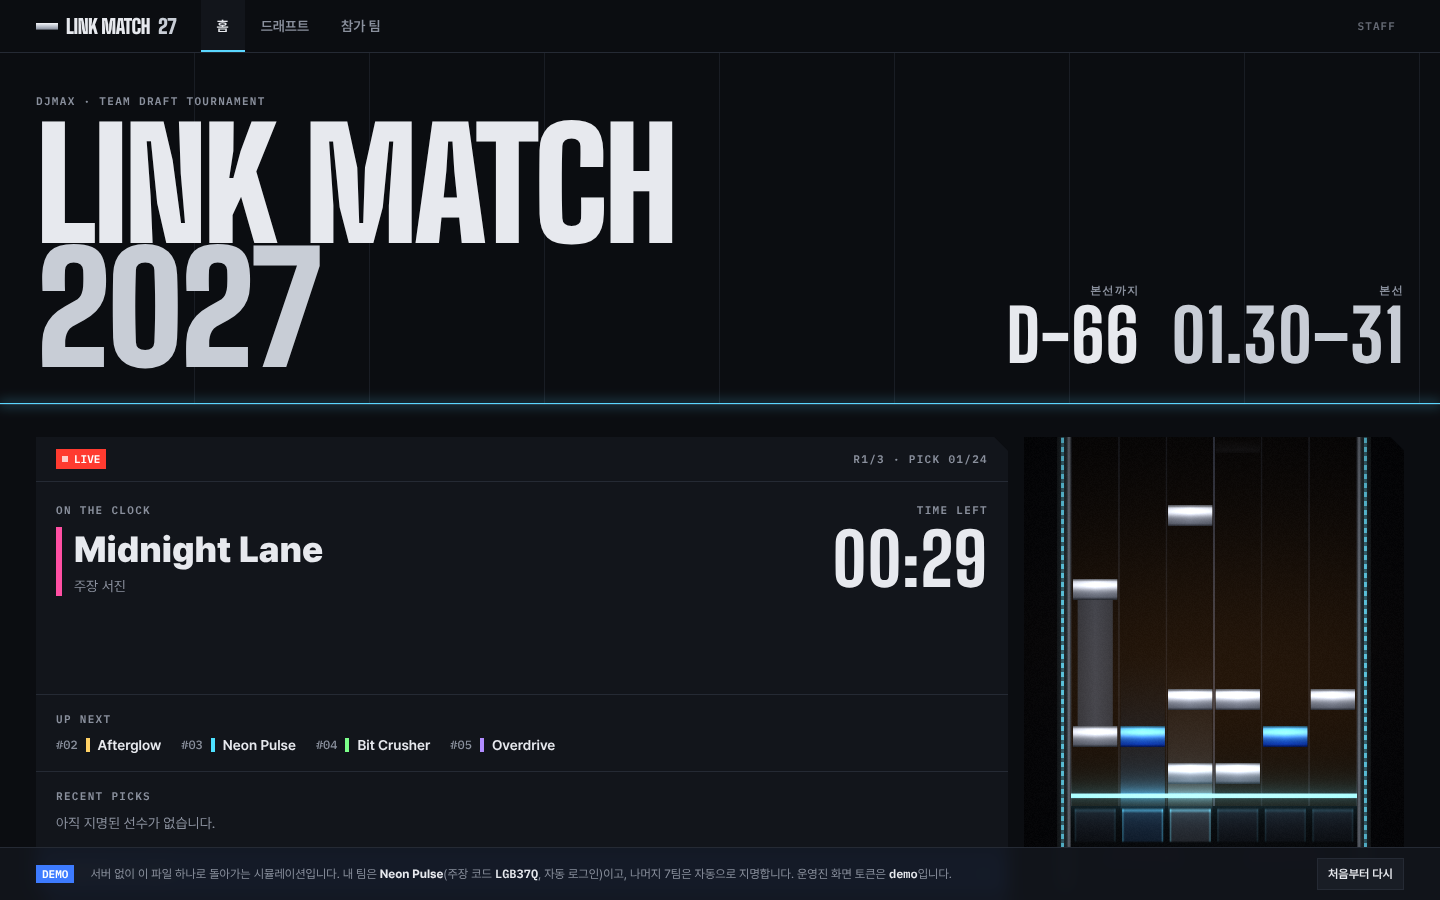 LINK MATCH 27
홈
드래프트
참가 팀
STAFF
DJMAX · TEAM DRAFT TOURNAMENT
LINK MATCH
2027
본선까지
D–66
본선
01.30–31
LIVE
R1/3 · PICK 01/24
ON THE CLOCK
Midnight Lane
주장 서진
TIME LEFT
00:29
UP NEXT
#02 Afterglow #03 Neon Pulse #04 Bit Crusher #05 Overdrive
RECENT PICKS
아직 지명된 선수가 없습니다.
DEMO 서버 없이 이 파일 하나로 돌아가는 시뮬레이션입니다. 내 팀은 Neon Pulse(주장 코드 LGB37Q, 자동 로그인)이고, 나머지 7팀은 자동으로 지명합니다. 운영진 화면 토큰은 demo입니다.
처음부터 다시